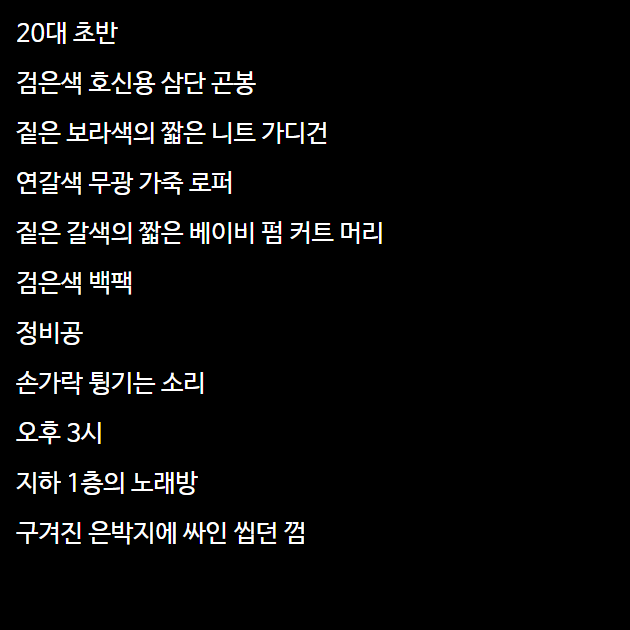 20대 초반
검은색 호신용 삼단 곤봉
짙은 보라색의 짧은 니트 가디건
연갈색 무광 가죽 로퍼
짙은 갈색의 짧은 베이비 펌 커트 머리
검은색 백팩
정비공
손가락 튕기는 소리
오후 3시
지하 1층의 노래방
구겨진 은박지에 싸인 씹던 껌